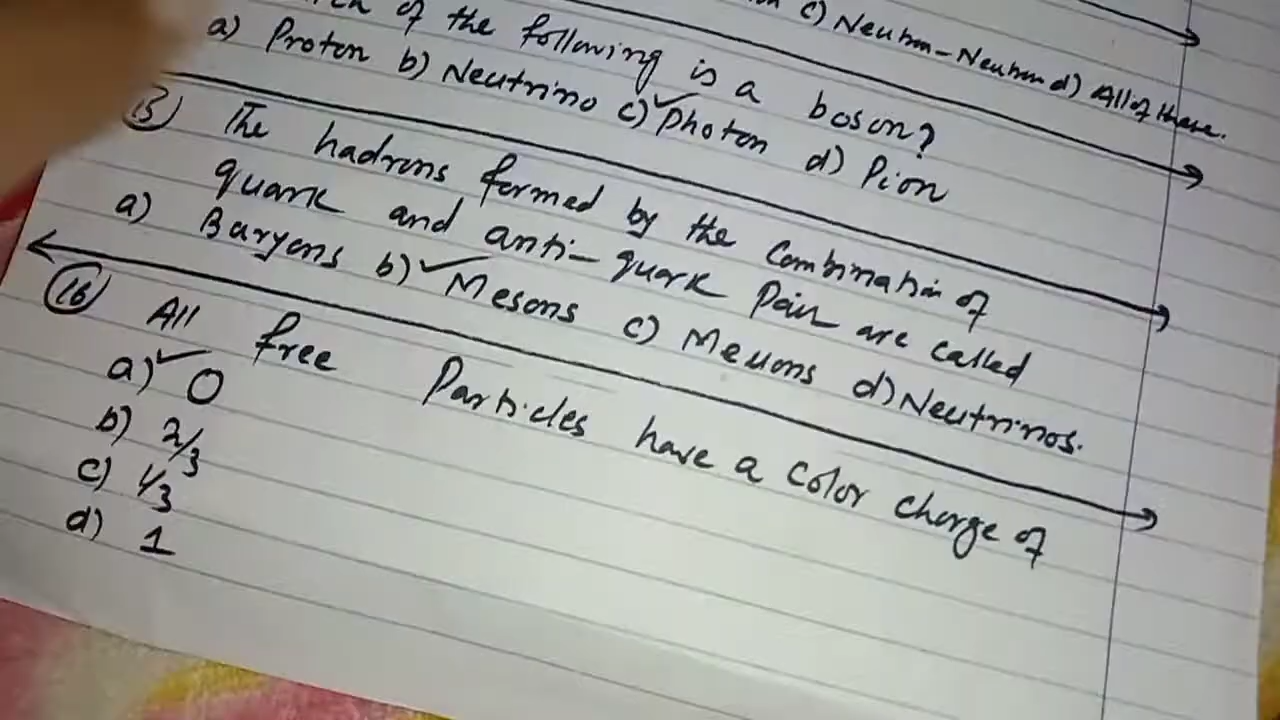 c) Neutron-Neutron d) All of these.
of the following is a boson?
a) Proton b) Neutrino c) Photon d) Pion
15) The hadrons formed by the Combination of
quark and anti-quark Pair are called
a) Baryons b) Mesons c) Meuons d) Neutrinos.
16 All free Particles have a color charge of
a) 0
b) 2/3
c) 1/3
d) 1